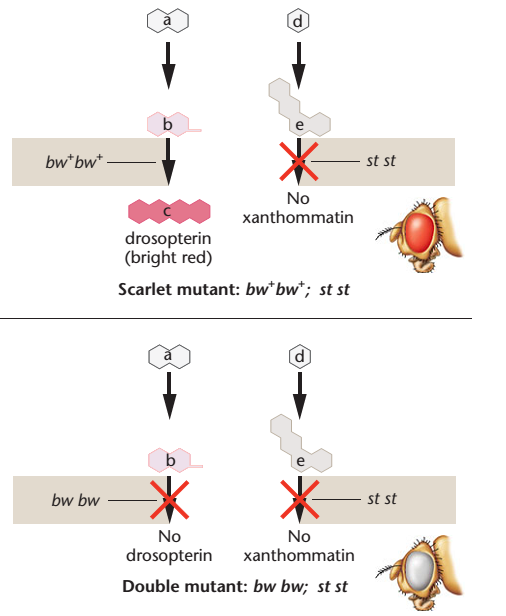 a
d
b
e
bw⁺bw⁺
st st
c
No
xanthommatin
drosopterin
(bright red)
Scarlet mutant: bw⁺bw⁺; st st
a
d
b
e
bw bw
st st
No
drosopterin
No
xanthommatin
Double mutant: bw bw; st st